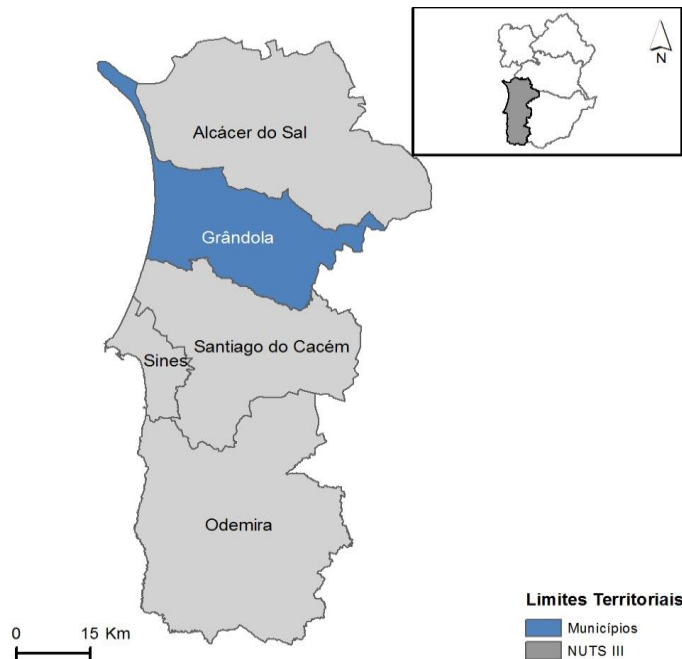 N
Alcácer do Sal
Grândola
Santiago do Cacém
Sines
Odemira
Limites Territoriais
Municípios
NUTS III
0 15 Km